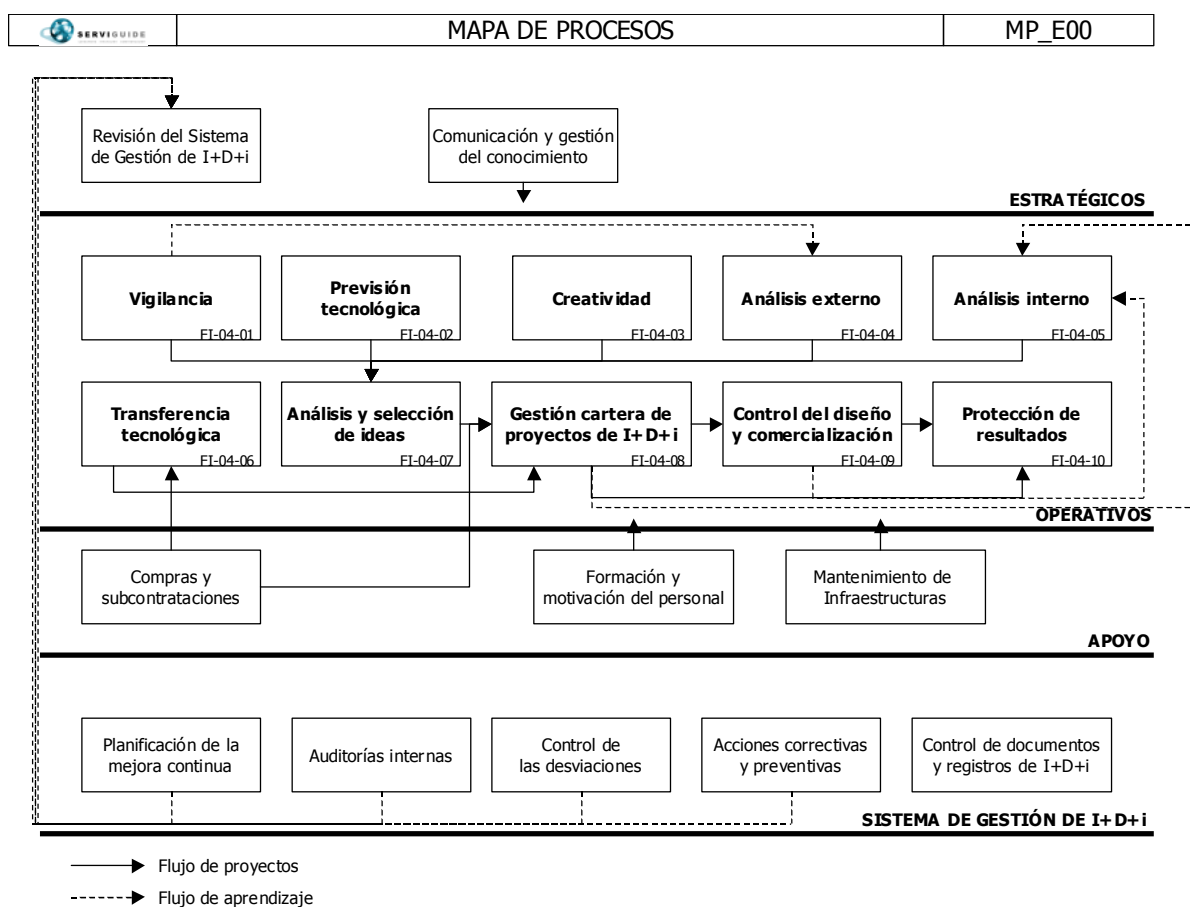 SERVIGUIDE
MAPA DE PROCESOS
MP_E00
Revisión del Sistema
de Gestión de I+D+i
Comunicación y gestión
del conocimiento
ESTRATÉGICOS
Vigilancia
FI-04-01
Previsión
tecnológica
FI-04-02
Creatividad
FI-04-03
Análisis externo
FI-04-04
Análisis interno
FI-04-05
Transferencia
tecnológica
FI-04-06
Análisis y selección
de ideas
FI-04-07
Gestión cartera de
proyectos de I+D+i
FI-04-08
Control del diseño
y comercialización
FI-04-09
Protección de
resultados
FI-04-10
OPERATIVOS
Compras y
subcontrataciones
Formación y
motivación del personal
Mantenimiento de
Infraestructuras
APOYO
Planificación de la
mejora continua
Auditorías internas
Control de
las desviaciones
Acciones correctivas
y preventivas
Control de documentos
y registros de I+D+i
SISTEMA DE GESTIÓN DE I+D+i
Flujo de proyectos
Flujo de aprendizaje